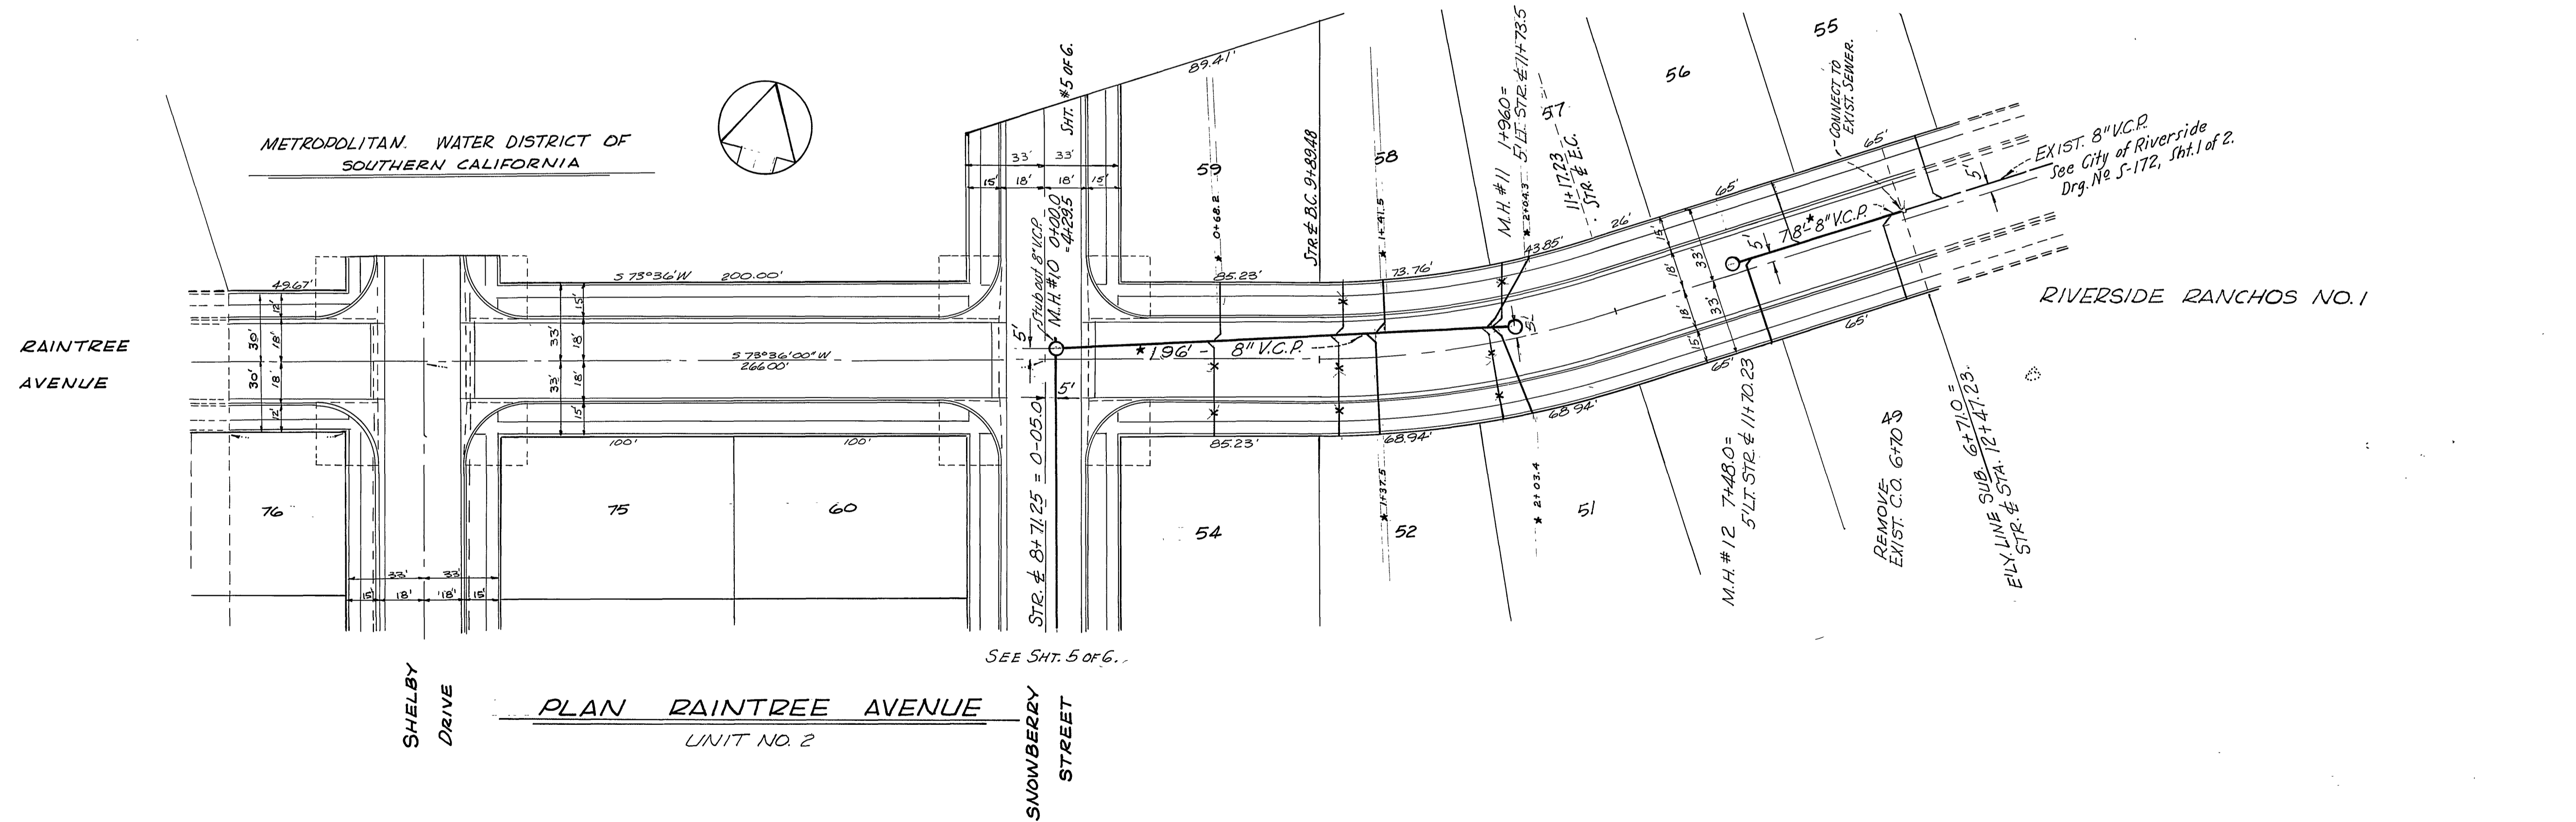 METROPOLITAN. WATER DISTRICT OF
SOUTHERN CALIFORNIA
RAINTREE
AVENUE
49.67'
12'
30'
18'
30'
18'
12'
76
33' 33'
15' 18' 18' 15'
SHELBY
DRIVE
S 73°36'W 200.00'
15'
33'
18'
33'
18'
15'
S 73°36'00"W
266.00'
100' 100'
75
60
33' 33'
15' 18' 18' 15'
SHT. #5 OF 6.
Stub out 8" V.C.P.
M.H.#10 0+00.0
=4+29.5
5'
5'
STR. ℄ 8+71.25 = 0-05.0
SEE SHT. 5 OF 6.
SNOWBERRY
STREET
PLAN RAINTREE AVENUE
UNIT NO. 2
89.41'
59
★ 0+68.2
STR. ℄ B.C. 9+89.48
58
★ 1+41.5
85.23'
73.76'
★ 196' - 8" V.C.P.
85.23'
68.94'
68.94'
54
★ 1+37.5
52
★ 2+03.4
51
M.H.#11 1+96.0=
5' LT. STR. ℄ 11+73.5
★ 2+04.3
57
11+17.23
STR. ℄ E.C.
43.85'
26'
5'
56
55
65'
65'
15'
18'
33'
18'
33'
15'
5'
78'★ 8" V.C.P.
CONNECT TO
EXIST. SEWER.
5'
EXIST. 8" V.C.P.
See City of Riverside
Drg. Nº S-172, Sht. 1 of 2.
RIVERSIDE RANCHOS NO. 1
65'
65'
M.H.#12 7+48.0=
5' LT. STR. ℄ 11+70.23
49
REMOVE
EXIST. C.O. 6+70
E'LY. LINE SUB. 6+71.0=
STR. ℄ STA. 12+47.23.